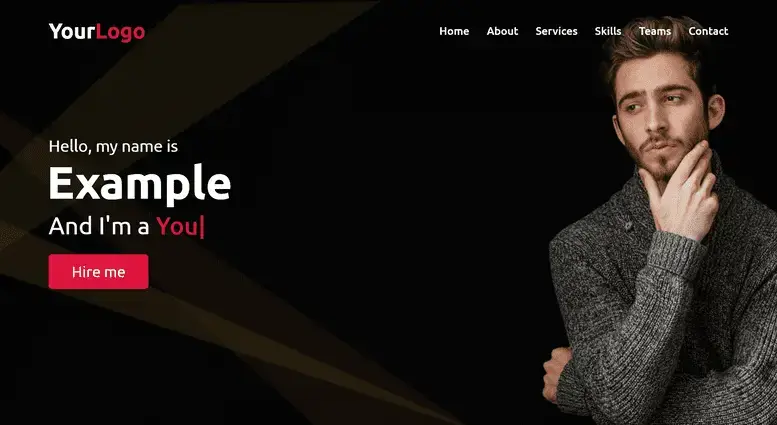 YourLogo
Home About Services Skills Teams Contact
Hello, my name is
Example
And I'm a You|
Hire me